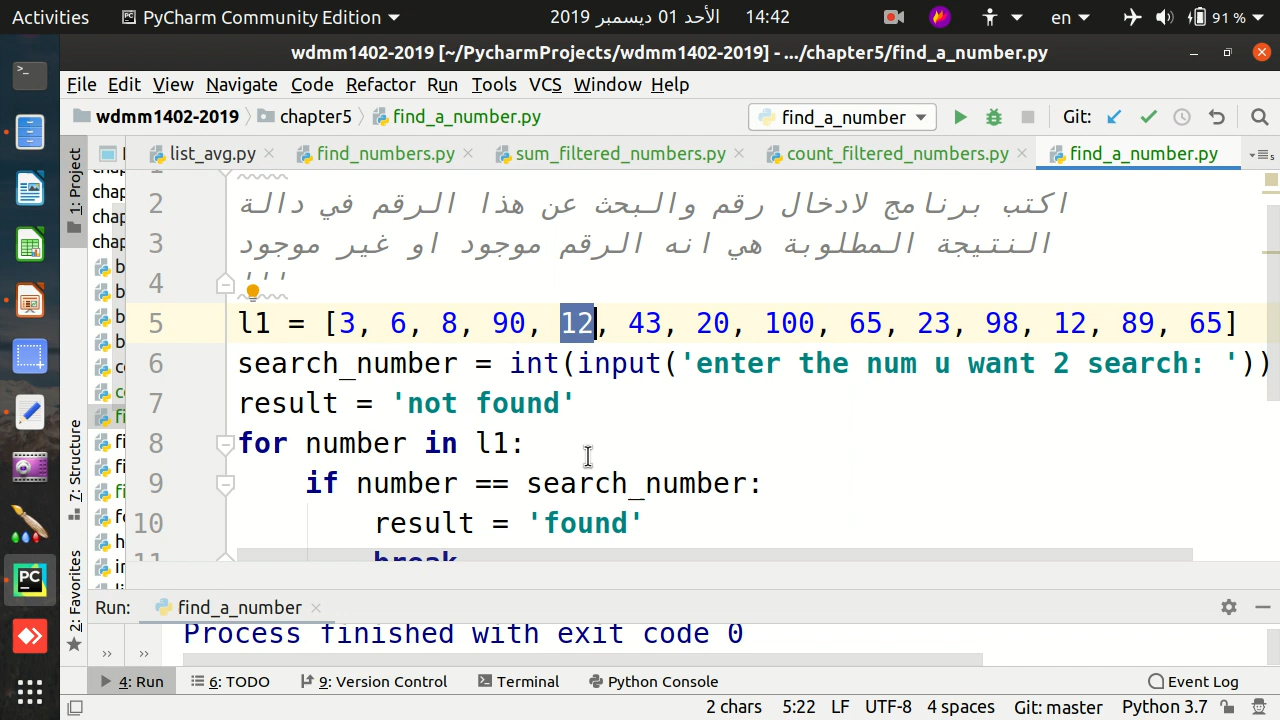 Activities
PyCharm Community Edition
الأحد 01 ديسمبر 2019 14:42
en
91 %
wdmm1402-2019 [~/PycharmProjects/wdmm1402-2019] - .../chapter5/find_a_number.py
File Edit View Navigate Code Refactor Run Tools VCS Window Help
wdmm1402-2019 chapter5 find_a_number.py
find_a_number
Git:
1: Project
list_avg.py
find_numbers.py
sum_filtered_numbers.py
count_filtered_numbers.py
find_a_number.py
2 اكتب برنامج لادخال رقم والبحث عن هذا الرقم في دالة
3 النتيجة المطلوبة هي انه الرقم موجود او غير موجود
4 '''
5 l1 = [3, 6, 8, 90, 12, 43, 20, 100, 65, 23, 98, 12, 89, 65]
6 search_number = int(input('enter the num u want 2 search: '))
7 result = 'not found'
8 for number in l1:
9 if number == search_number:
10 result = 'found'
11 break
7: Structure
2: Favorites
Run: find_a_number
Process finished with exit code 0
4: Run 6: TODO 9: Version Control Terminal Python Console Event Log
2 chars 5:22 LF UTF-8 4 spaces Git: master Python 3.7